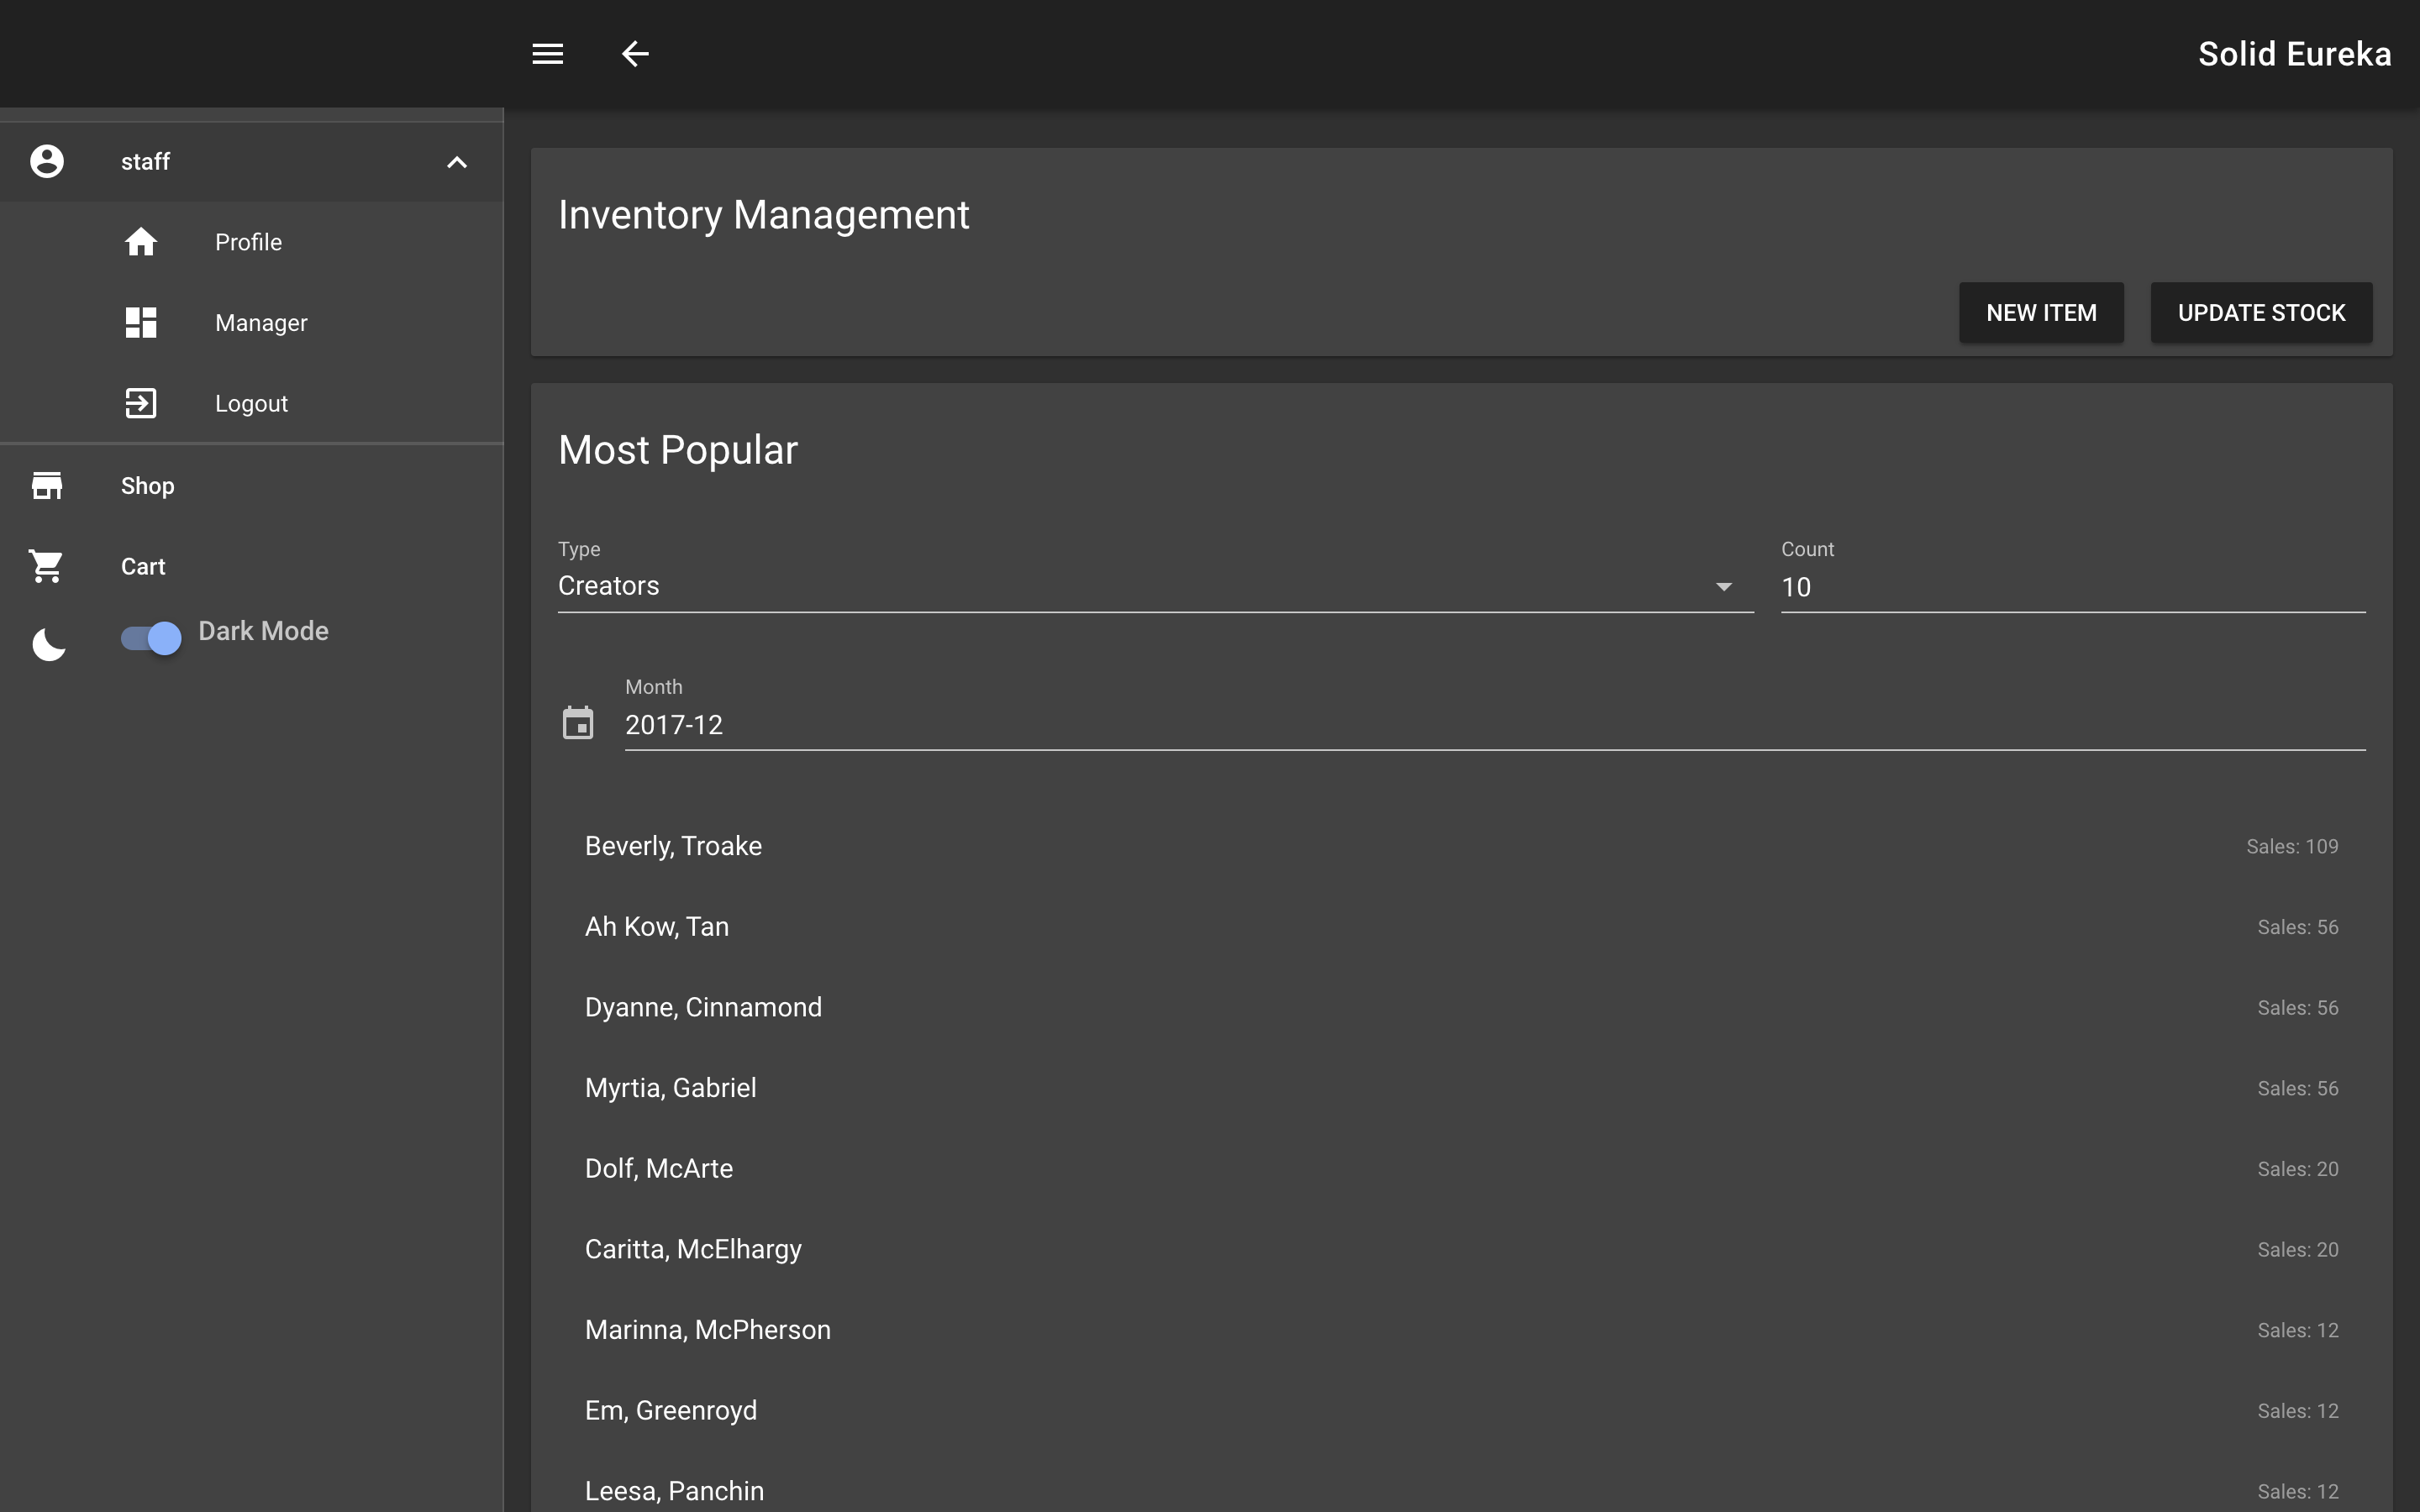 Solid Eureka
staff
Profile
Manager
Logout
Shop
Cart
Dark Mode
Inventory Management
NEW ITEM UPDATE STOCK
Most Popular
Type Count
Creators 10
Month
2017-12
Beverly, Troake Sales: 109
Ah Kow, Tan Sales: 56
Dyanne, Cinnamond Sales: 56
Myrtia, Gabriel Sales: 56
Dolf, McArte Sales: 20
Caritta, McElhargy Sales: 20
Marinna, McPherson Sales: 12
Em, Greenroyd Sales: 12
Leesa, Panchin Sales: 12